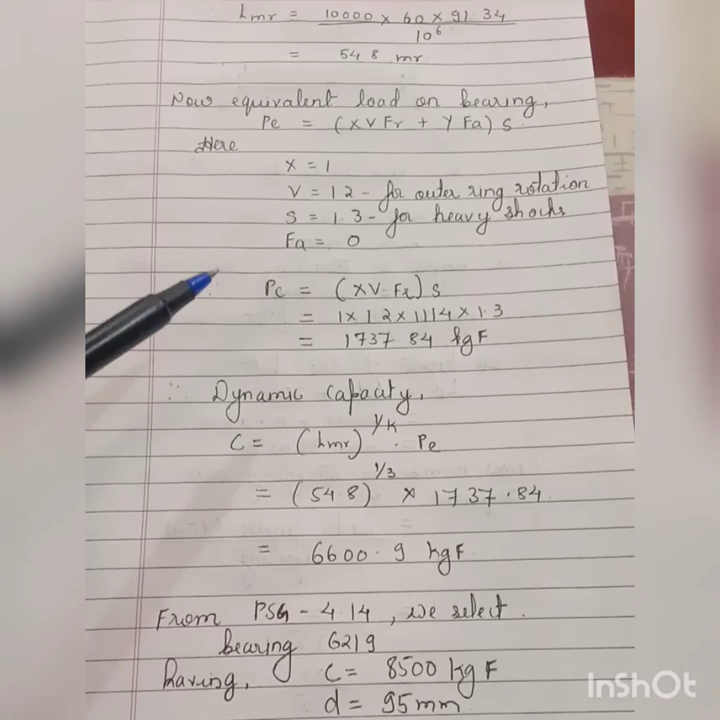 Lmr = 10000 × 60 × 91.34 / 10^6
= 54.8 mr
Now equivalent load on bearing,
Pe = (XVFr + YFa) S.
Here
X = 1
V = 1.2 - for outer ring rotation
S = 1.3 - for heavy shocks
Fa = 0
Pe = (XV.Fr) S
= 1×1.2×1114×1.3
= 1737.84 kgF
∴ Dynamic capacity,
C = (Lmr)^1/K . Pe
= (54.8)^1/3 × 1737.84
= 6600.9 kgF.
From PSG - 4.14, we select.
bearing 6219
having, C = 8500 kgF
d = 95mm
InShOt